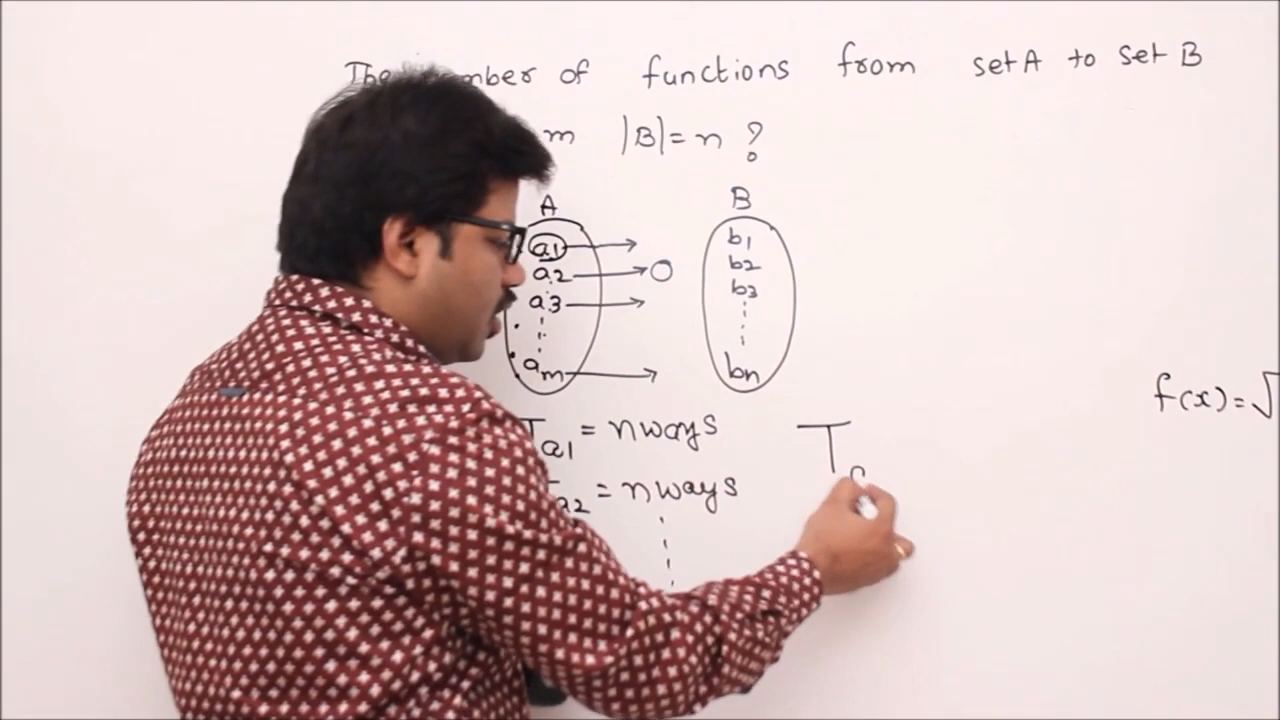 The number of functions from set A to set B
m |B|=n ?
A B
a1 b1
a2 b2
a3 b3
am bn
f(x)=√
Ta1 = n ways T
a2 = n ways